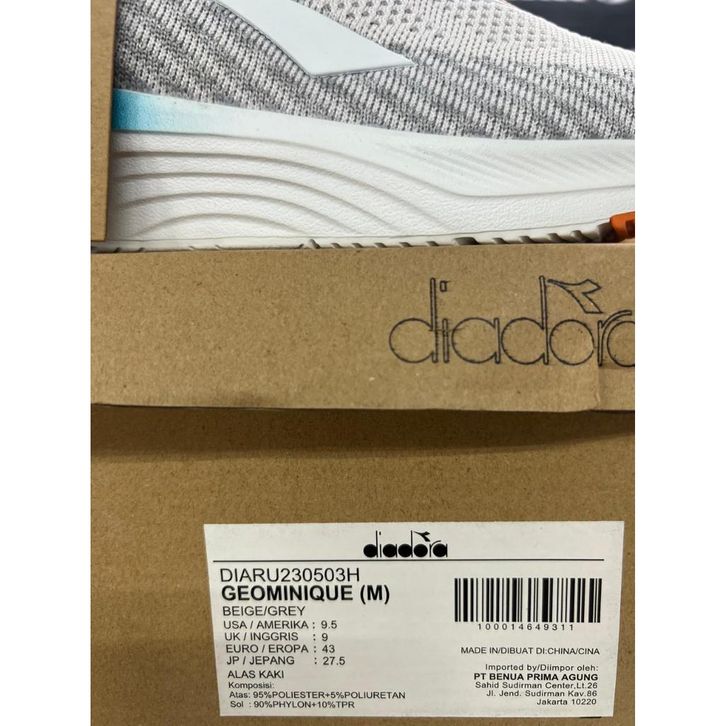 diadora
diadora
DIARU230503H
GEOMINIQUE (M)
BEIGE/GREY
USA / AMERIKA : 9.5
UK / INGGRIS : 9
EURO / EROPA : 43
JP / JEPANG : 27.5
ALAS KAKI
Komposisi:
Atas: 95%POLIESTER+5%POLIURETAN
Sol : 90%PHYLON+10%TPR
100014649311
MADE IN/DIBUAT DI:CHINA/CINA
Imported by/Diimpor oleh:
PT BENUA PRIMA AGUNG
Sahid Sudirman Center,Lt.26
Jl. Jend. Sudirman Kav.86
Jakarta 10220